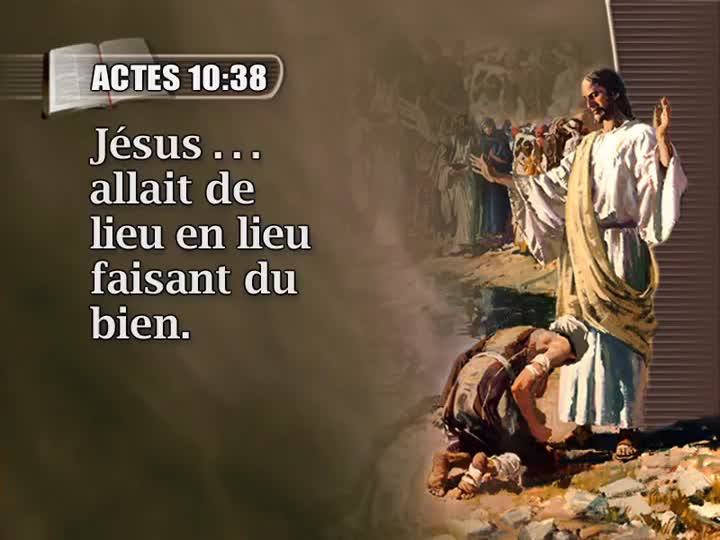 ACTES 10:38
Jésus . . .
allait de
lieu en lieu
faisant du
bien.